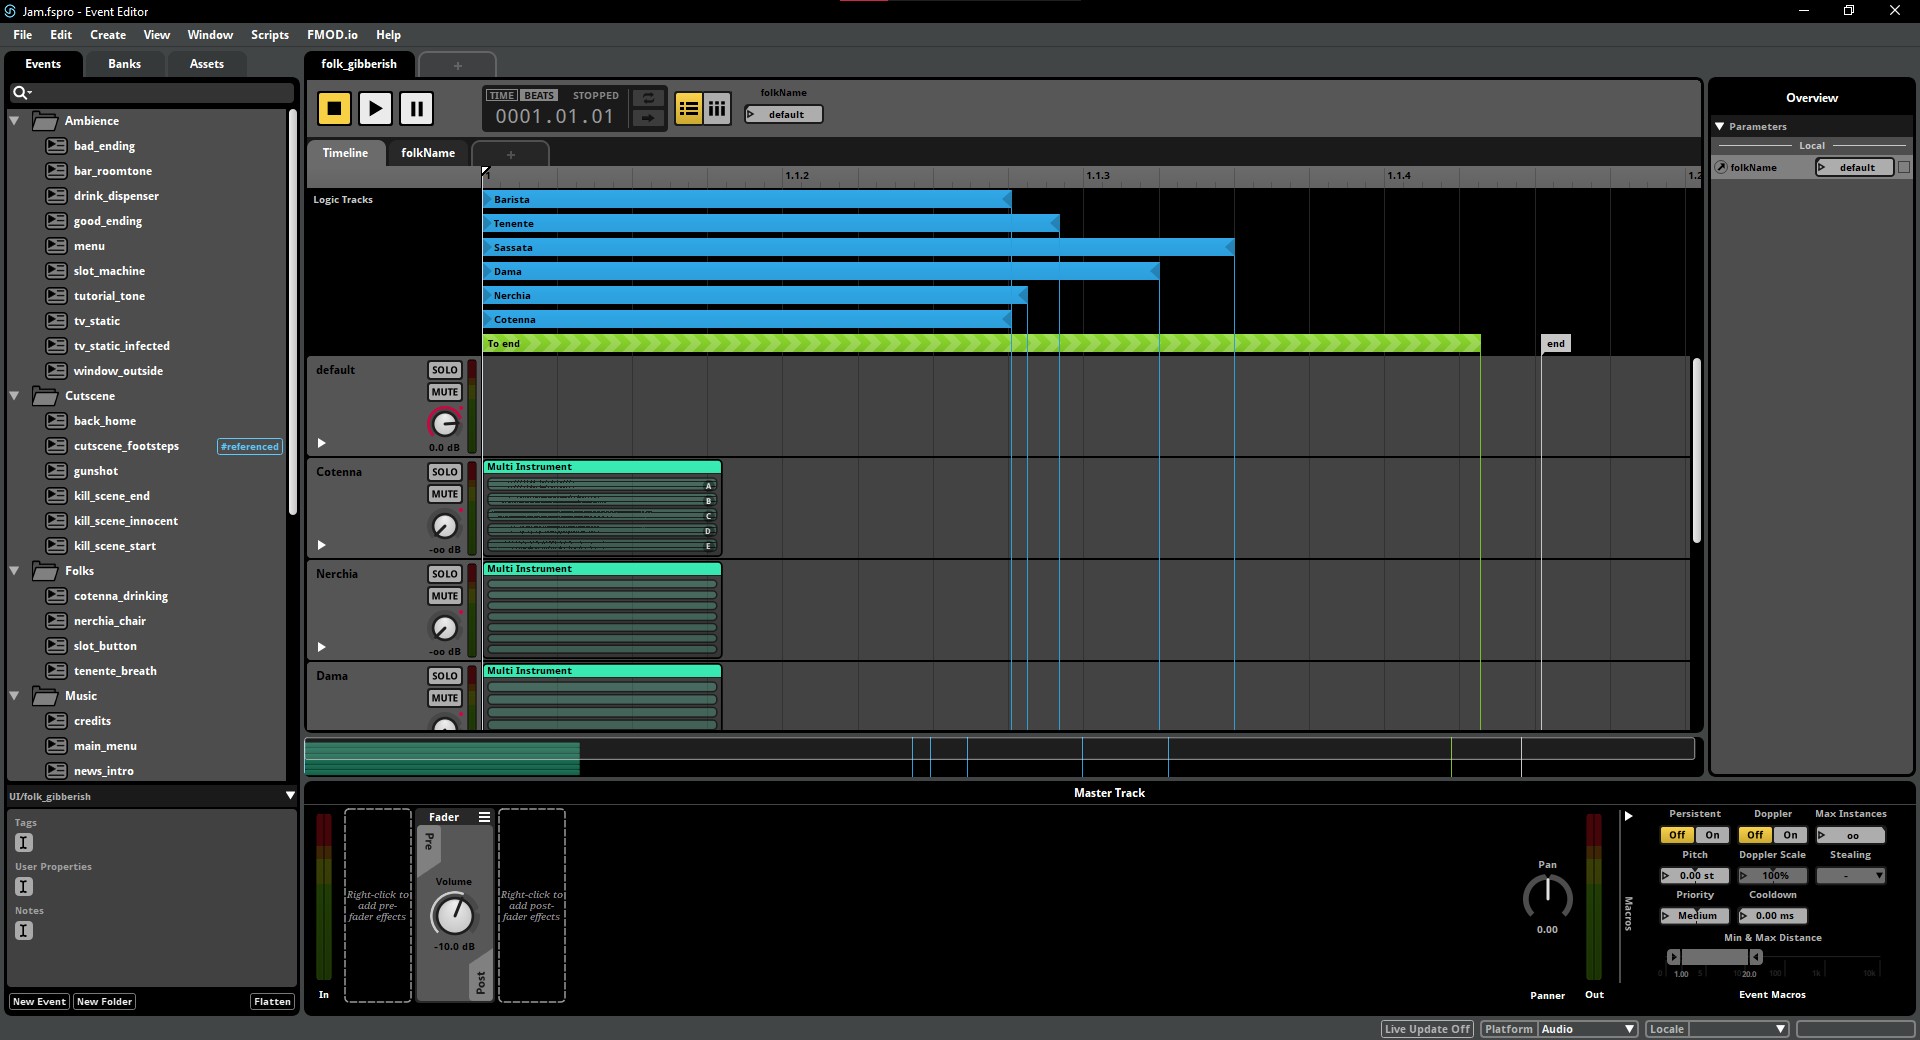 Jam.fspro - Event Editor
File Edit Create View Window Scripts FMOD.io Help
Events Banks Assets
folk_gibberish +
Ambience
bad_ending
bar_roomtone
drink_dispenser
good_ending
menu
slot_machine
tutorial_tone
tv_static
tv_static_infected
window_outside
Cutscene
back_home
cutscene_footsteps #referenced
gunshot
kill_scene_end
kill_scene_innocent
kill_scene_start
Folks
cotenna_drinking
nerchia_chair
slot_button
tenente_breath
Music
credits
main_menu
news_intro
UI/folk_gibberish
Tags
User Properties
Notes
New Event New Folder Flatten
TIME BEATS STOPPED
0001.01.01
folkName
default
Timeline folkName +
1 1.1.2 1.1.3 1.1.4 1.2
Logic Tracks
Barista
Tenente
Sassata
Dama
Nerchia
Cotenna
To end end
default SOLO
MUTE
0.0 dB
Cotenna SOLO Multi Instrument
MUTE
A
B
C
D
E
-oo dB
Nerchia SOLO Multi Instrument
MUTE
-oo dB
Dama SOLO Multi Instrument
MUTE
Overview
Parameters
Local
folkName default
Master Track
In
Right-click to
add pre-
fader effects
Fader
Pre
Volume
-10.0 dB
Post
Right-click to
add post-
fader effects
Pan
0.00
Panner
Out
Macros
Persistent Doppler Max Instances
Off On Off On oo
Pitch Doppler Scale Stealing
0.00 st 100% -
Priority Cooldown
Medium 0.00 ms
Min & Max Distance
0 1.00 5 20.0 100 1k 10k
Event Macros
Live Update Off Platform Audio Locale